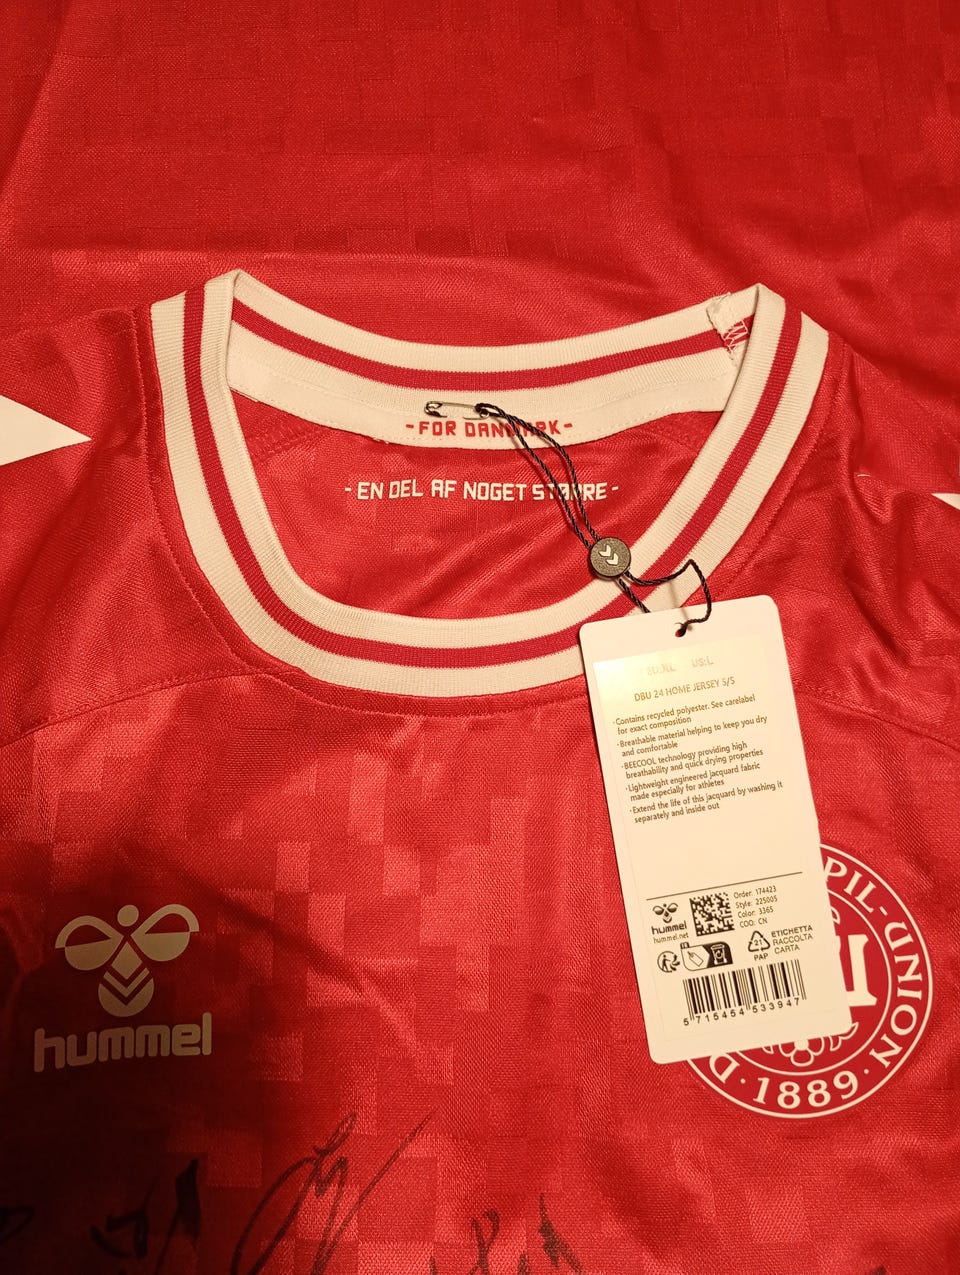 -FOR DANMARK-
- EN DEL AF NOGET STØRRE -
US:L
DBU 24 HOME JERSEY S/S
·Contains recycled polyester. See carelabel
for exact composition
·Breathable material helping to keep you dry
and comfortable
·BEECOOL technology providing high
breathability and quick drying properties
·Lightweight engineered jacquard fabric
made especially for athletes
·Extend the life of this jacquard by washing it
separately and inside out
hummel
hummel.net
Order: 174423
Style: 225005
Color: 3365
COO: CN
FR
21
PAP
ETICHETTA
RACCOLTA
CARTA
5 715454 533947
hummel
PIL-UNION
D · 1889 ·